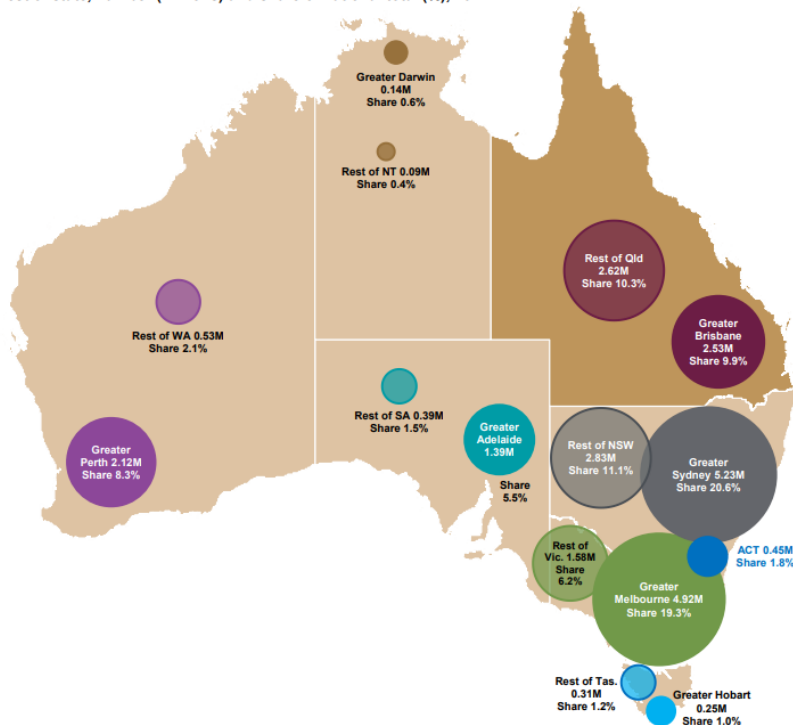 Greater Darwin
0.14M
Share 0.6%
Rest of NT 0.09M
Share 0.4%
Rest of Qld
2.62M
Share 10.3%
Rest of WA 0.53M
Share 2.1%
Greater
Brisbane
2.53M
Share 9.9%
Rest of SA 0.39M
Share 1.5%
Greater
Adelaide
1.39M
Share
5.5%
Greater
Perth 2.12M
Share 8.3%
Rest of NSW
2.83M
Share 11.1%
Greater
Sydney 5.23M
Share 20.6%
Rest of
Vic. 1.58M
Share
6.2%
ACT 0.45M
Share 1.8%
Greater
Melbourne 4.92M
Share 19.3%
Rest of Tas.
0.31M
Share 1.2%
Greater Hobart
0.25M
Share 1.0%